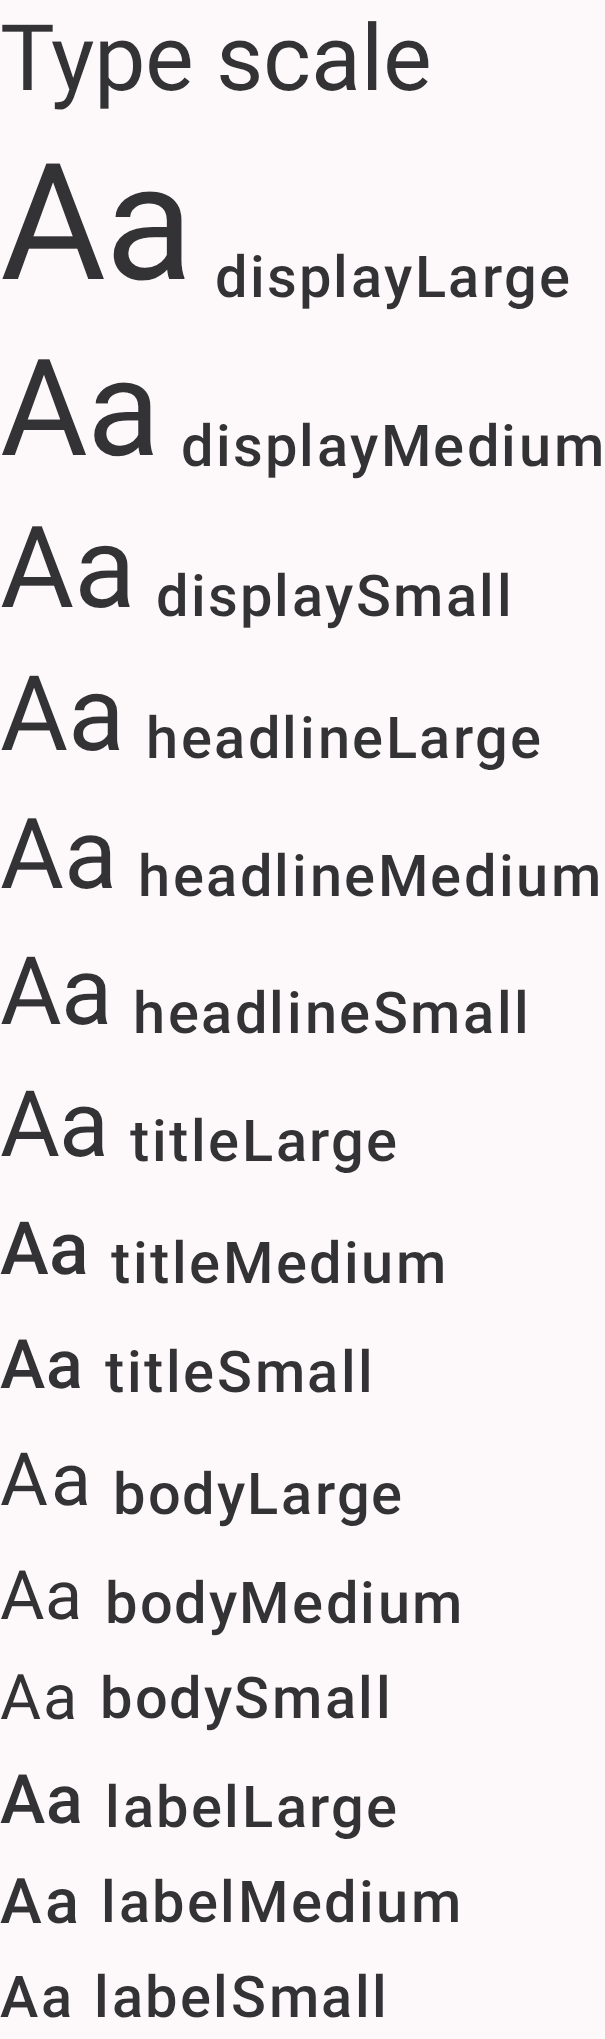 Type scale
Aa displayLarge
Aa displayMedium
Aa displaySmall
Aa headlineLarge
Aa headlineMedium
Aa headlineSmall
Aa titleLarge
Aa titleMedium
Aa titleSmall
Aa bodyLarge
Aa bodyMedium
Aa bodySmall
Aa labelLarge
Aa labelMedium
Aa labelSmall